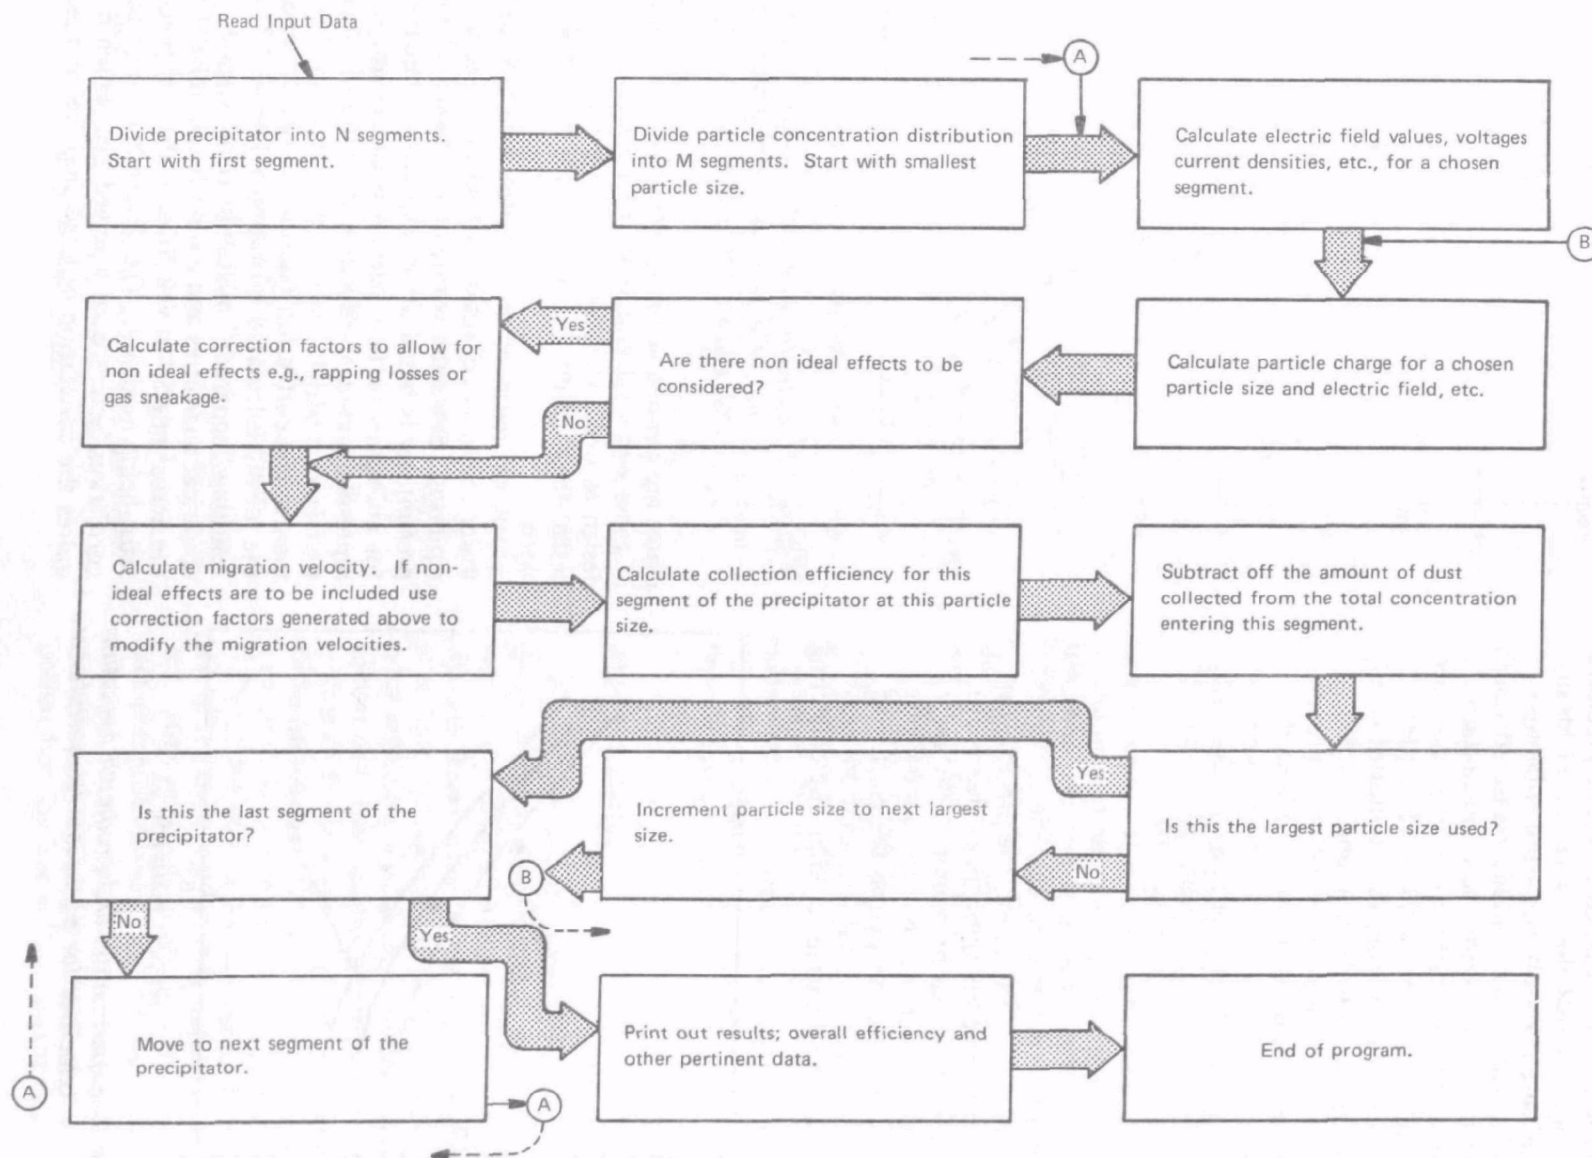 Read Input Data
A
Divide precipitator into N segments.
Start with first segment.
Divide particle concentration distribution
into M segments. Start with smallest
particle size.
Calculate electric field values, voltages
current densities, etc., for a chosen
segment.
B
Calculate correction factors to allow for
non ideal effects e.g., rapping losses or
gas sneakage.
Yes
No
Are there non ideal effects to be
considered?
Calculate particle charge for a chosen
particle size and electric field, etc.
Calculate migration velocity. If non-
ideal effects are to be included use
correction factors generated above to
modify the migration velocities.
Calculate collection efficiency for this
segment of the precipitator at this particle
size.
Subtract off the amount of dust
collected from the total concentration
entering this segment.
Is this the last segment of the
precipitator?
Increment particle size to next largest
size.
Yes
No
Is this the largest particle size used?
B
No
Yes
A
Move to next segment of the
precipitator.
A
Print out results; overall efficiency and
other pertinent data.
End of program.